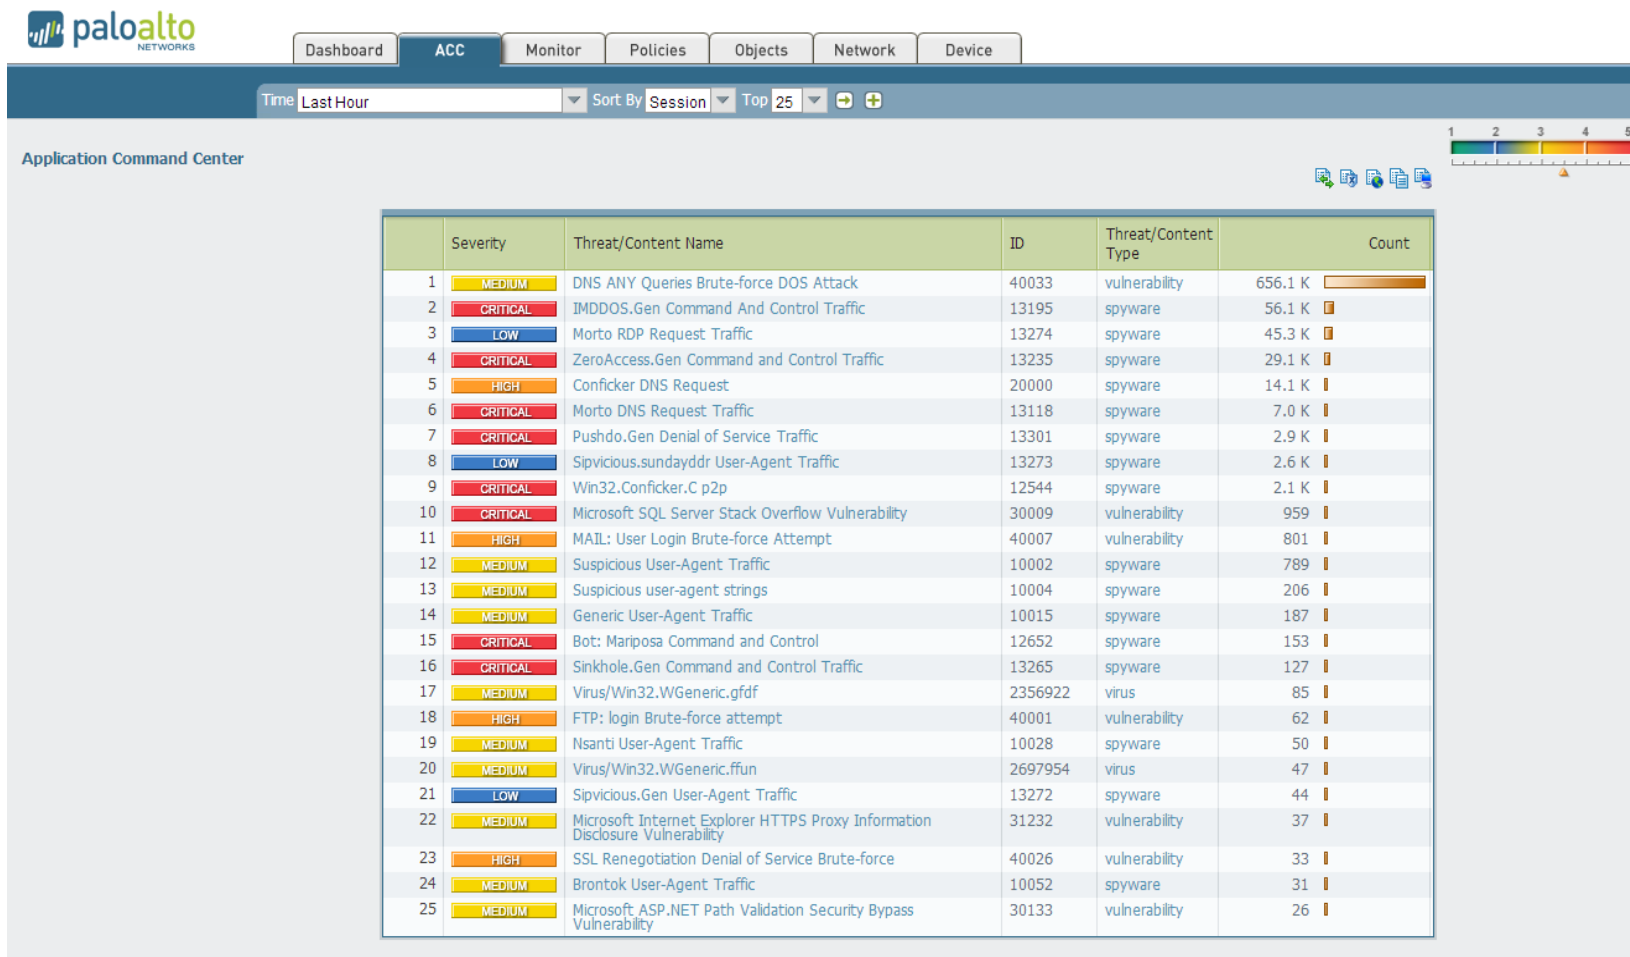 paloalto
NETWORKS
Dashboard ACC Monitor Policies Objects Network Device
Time Last Hour Sort By Session Top 25
1 2 3 4 5
Application Command Center
Severity Threat/Content Name ID Threat/Content Type Count
1 MEDIUM DNS ANY Queries Brute-force DOS Attack 40033 vulnerability 656.1 K
2 CRITICAL IMDDOS.Gen Command And Control Traffic 13195 spyware 56.1 K
3 LOW Morto RDP Request Traffic 13274 spyware 45.3 K
4 CRITICAL ZeroAccess.Gen Command and Control Traffic 13235 spyware 29.1 K
5 HIGH Conficker DNS Request 20000 spyware 14.1 K
6 CRITICAL Morto DNS Request Traffic 13118 spyware 7.0 K
7 CRITICAL Pushdo.Gen Denial of Service Traffic 13301 spyware 2.9 K
8 LOW Sipvicious.sundayddr User-Agent Traffic 13273 spyware 2.6 K
9 CRITICAL Win32.Conficker.C p2p 12544 spyware 2.1 K
10 CRITICAL Microsoft SQL Server Stack Overflow Vulnerability 30009 vulnerability 959
11 HIGH MAIL: User Login Brute-force Attempt 40007 vulnerability 801
12 MEDIUM Suspicious User-Agent Traffic 10002 spyware 789
13 MEDIUM Suspicious user-agent strings 10004 spyware 206
14 MEDIUM Generic User-Agent Traffic 10015 spyware 187
15 CRITICAL Bot: Mariposa Command and Control 12652 spyware 153
16 CRITICAL Sinkhole.Gen Command and Control Traffic 13265 spyware 127
17 MEDIUM Virus/Win32.WGeneric.gfdf 2356922 virus 85
18 HIGH FTP: login Brute-force attempt 40001 vulnerability 62
19 MEDIUM Nsanti User-Agent Traffic 10028 spyware 50
20 MEDIUM Virus/Win32.WGeneric.ffun 2697954 virus 47
21 LOW Sipvicious.Gen User-Agent Traffic 13272 spyware 44
22 MEDIUM Microsoft Internet Explorer HTTPS Proxy Information 31232 vulnerability 37
Disclosure Vulnerability
23 HIGH SSL Renegotiation Denial of Service Brute-force 40026 vulnerability 33
24 MEDIUM Brontok User-Agent Traffic 10052 spyware 31
25 MEDIUM Microsoft ASP.NET Path Validation Security Bypass 30133 vulnerability 26
Vulnerability